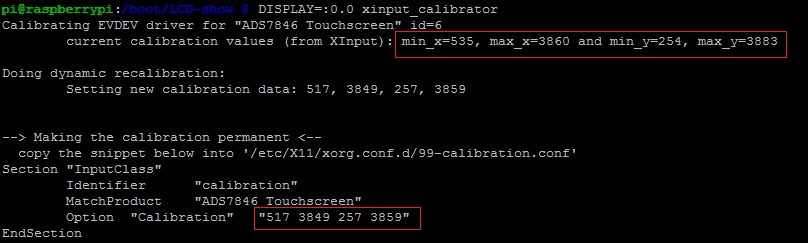 pi@raspberrypi:/boot/LCD-show $ DISPLAY=:0.0 xinput_calibrator
Calibrating EVDEV driver for "ADS7846 Touchscreen" id=6
current calibration values (from XInput): min_x=535, max_x=3860 and min_y=254, max_y=3883
Doing dynamic recalibration:
Setting new calibration data: 517, 3849, 257, 3859
--> Making the calibration permanent <--
copy the snippet below into '/etc/X11/xorg.conf.d/99-calibration.conf'
Section "InputClass"
Identifier "calibration"
MatchProduct "ADS7846 Touchscreen"
Option "Calibration" "517 3849 257 3859"
EndSection